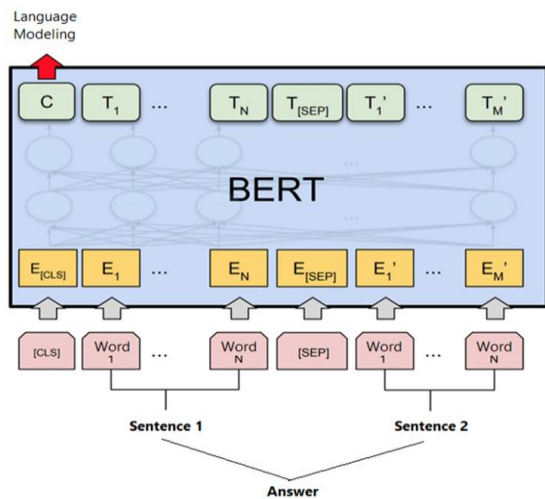 Language
Modeling
C T1 ... TN T[SEP] T1' ... TM'
...
BERT
...
E[CLS] E1 ... EN E[SEP] E1' ... EM'
[CLS] Word 1 ... Word N [SEP] Word 1 ... Word N
Sentence 1 Sentence 2
Answer